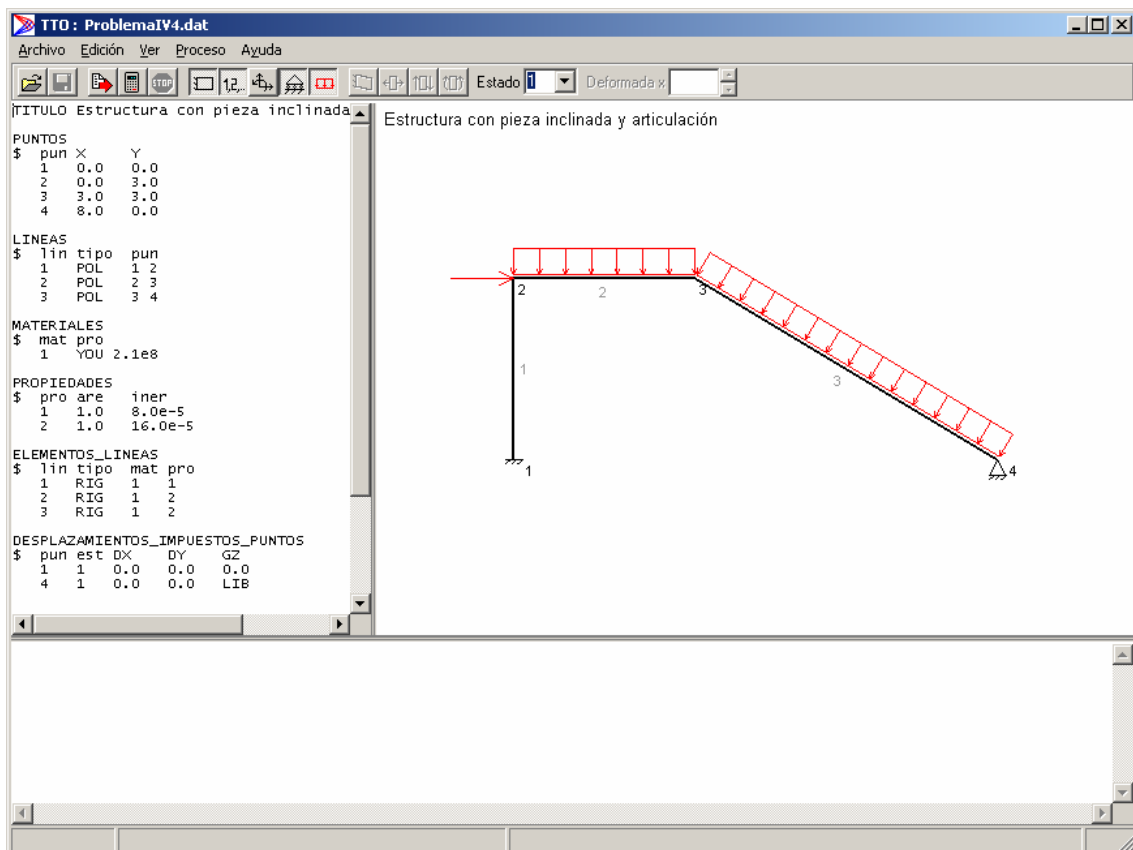 TTO : ProblemaIV4.dat
Archivo Edición Ver Proceso Ayuda
STOP 1,2,.. Estado 1 Deformada x
TITULO Estructura con pieza inclinada
PUNTOS
$ pun X Y
1 0.0 0.0
2 0.0 3.0
3 3.0 3.0
4 8.0 0.0
LINEAS
$ lin tipo pun
1 POL 1 2
2 POL 2 3
3 POL 3 4
MATERIALES
$ mat pro
1 YOU 2.1e8
PROPIEDADES
$ pro are iner
1 1.0 8.0e-5
2 1.0 16.0e-5
ELEMENTOS_LINEAS
$ lin tipo mat pro
1 RIG 1 1
2 RIG 1 2
3 RIG 1 2
DESPLAZAMIENTOS_IMPUESTOS_PUNTOS
$ pun est DX DY GZ
1 1 0.0 0.0 0.0
4 1 0.0 0.0 LIB
Estructura con pieza inclinada y articulación
2 2 3
1 3
1 4